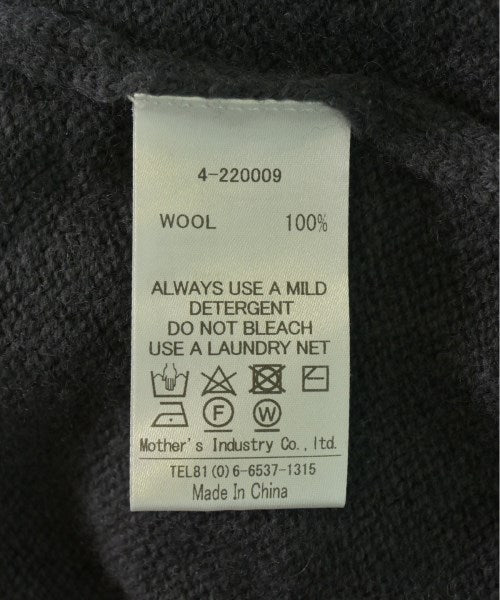 4-220009
WOOL 100%
ALWAYS USE A MILD
DETERGENT
DO NOT BLEACH
USE A LAUNDRY NET
F W
Mother's Industry Co.,ltd.
TEL81(0)6-6537-1315
Made In China